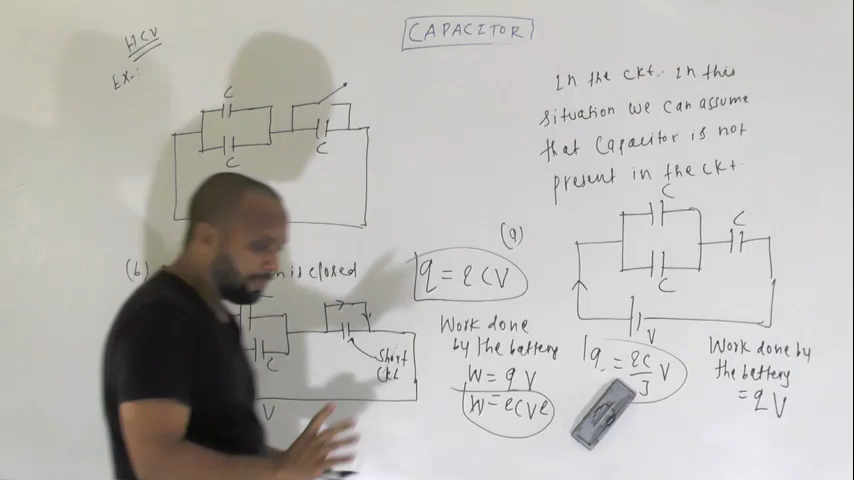 HCV
CAPACITOR
Ex.:
In the ckt. In this
situation we can assume
that Capacitor is not
present in the ckt.
C
C
C
(a)
C
C
C
V
(b)
n is closed
q = 2CV
C
Short
ckt
V
Work done
by the battery
W = q V
W = 2CV2
q = 2C/3 V
Work done by
the battery
= q V